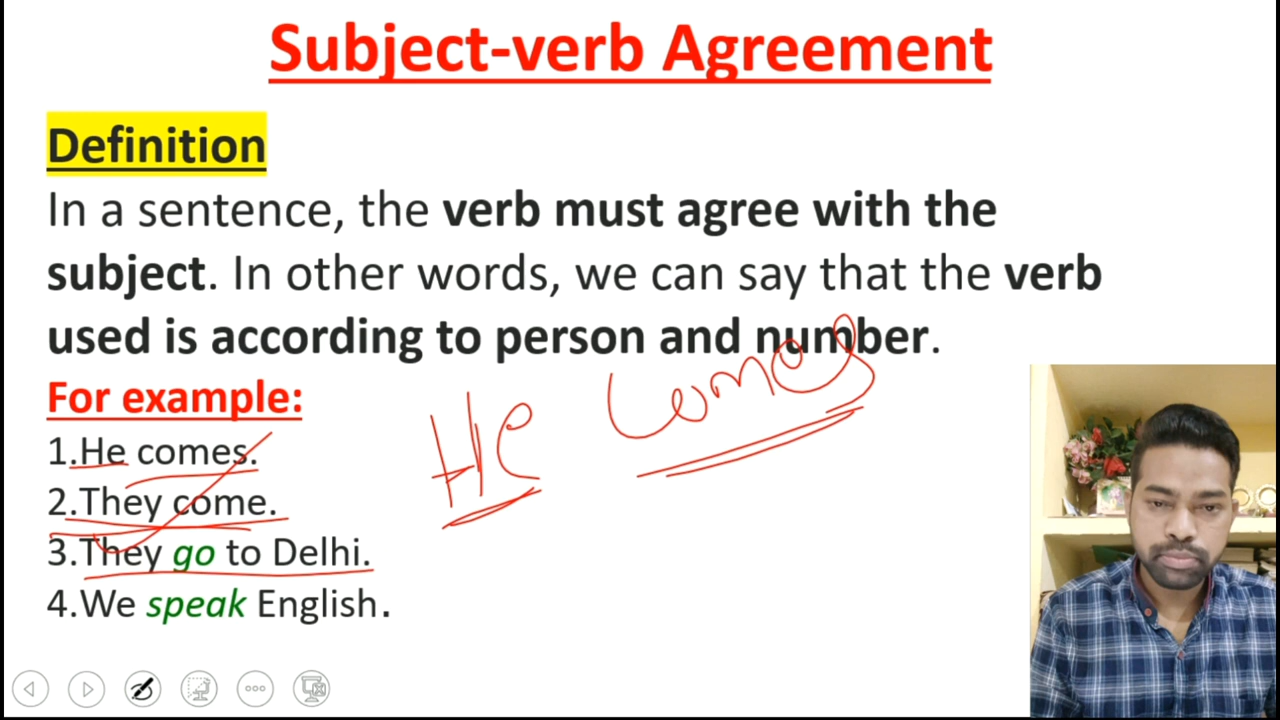 Subject-verb Agreement
Definition
In a sentence, the verb must agree with the
subject. In other words, we can say that the verb
used is according to person and number.
For example:
1.He comes.
2.They come.
3.They go to Delhi.
4.We speak English.
He comes